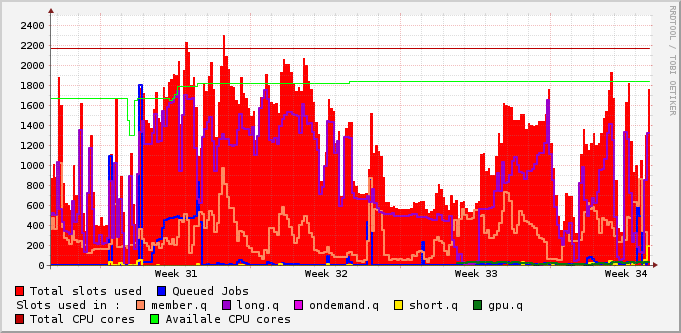 2400
2200
2000
1800
1600
1400
1200
1000
800
600
400
200
0
Week 31 Week 32 Week 33 Week 34
Total slots used Queued Jobs
Slots used in : member.q long.q ondemand.q short.q gpu.q
Total CPU cores Availale CPU cores
RRDTOOL / TOBI OETIKER